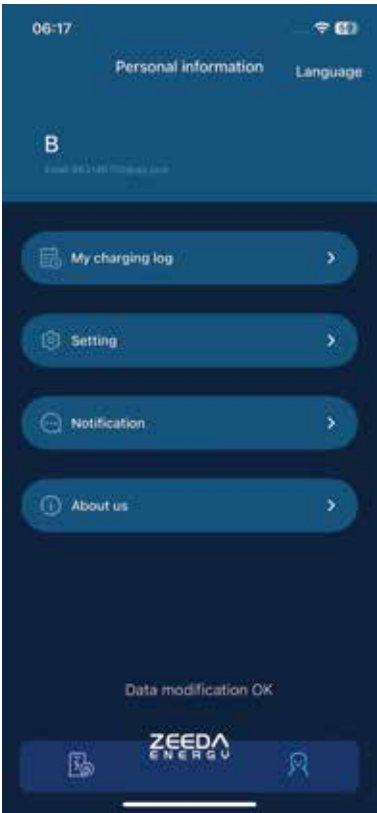 06:17
Personal information
Language
B
My charging log
Setting
Notification
About us
Data modification OK
ZEEDA
ENERGY